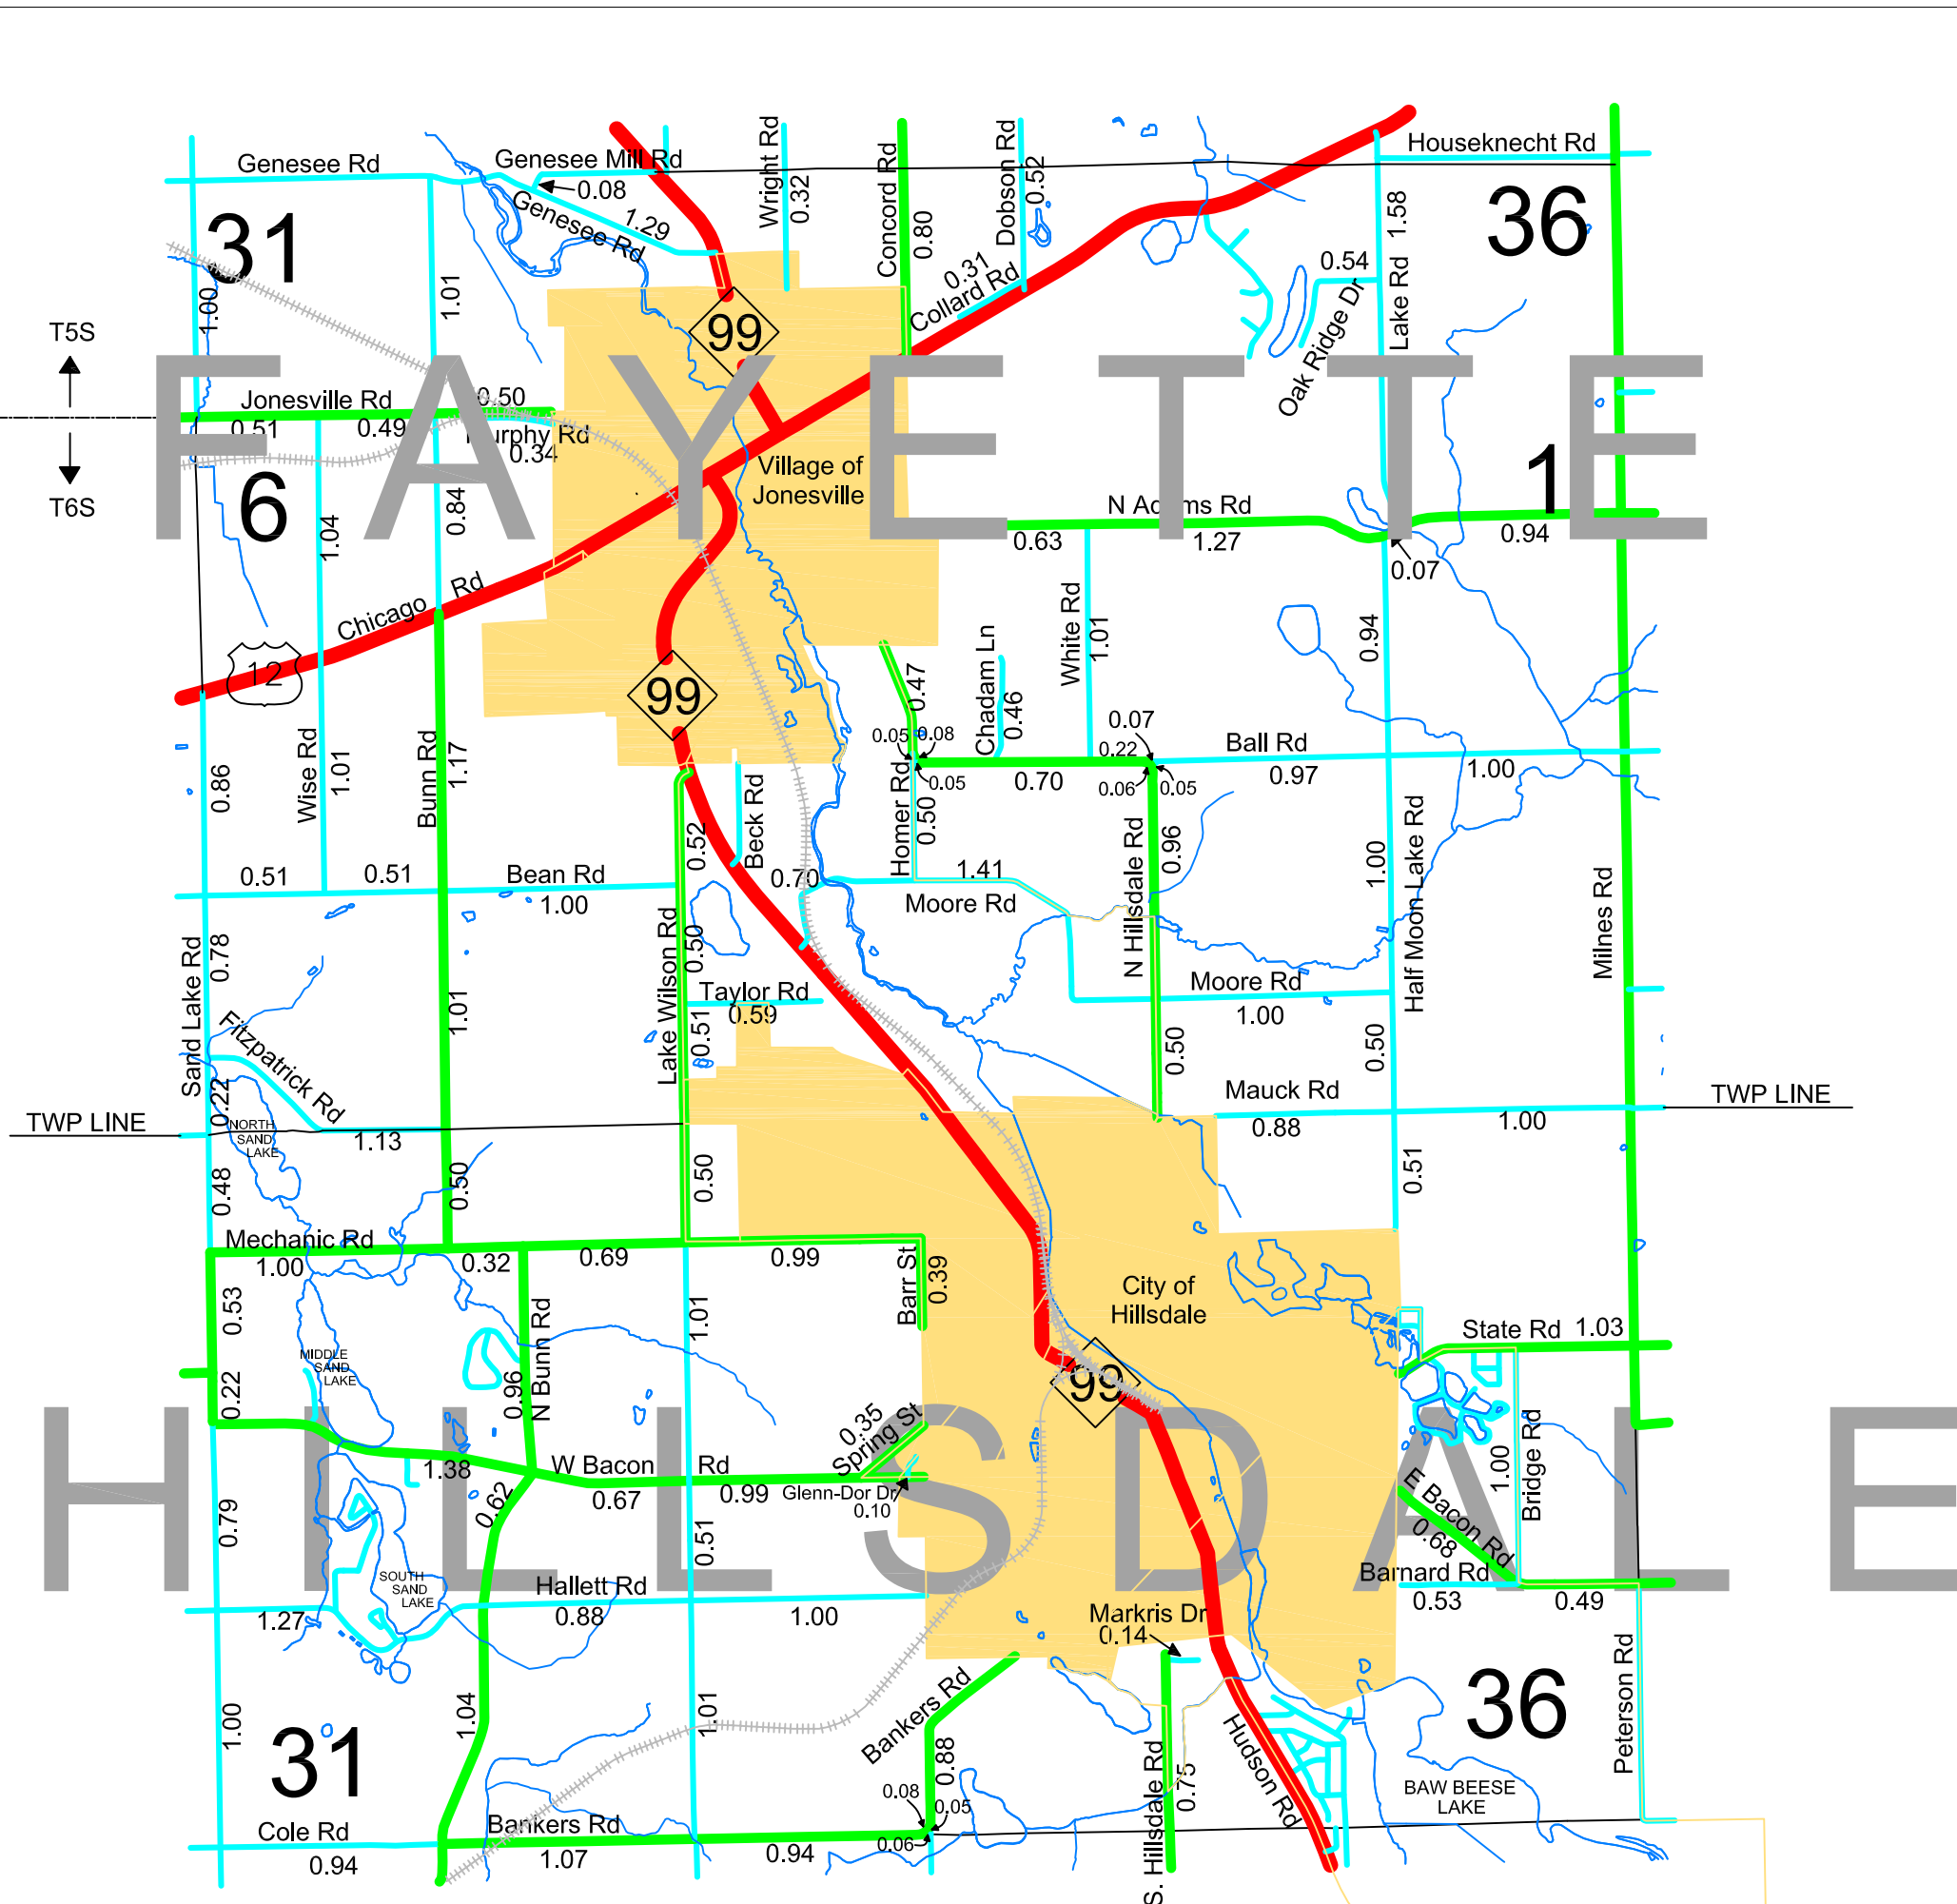 Genesee Rd
Genesee Mill Rd
0.08
Genesee Rd
1.29
Wright Rd
0.32
Concord Rd
0.80
Dobson Rd
0.52
Houseknecht Rd
31
36
1.00
1.01
1.58
0.31
Collard Rd
0.54
Oak Ridge Dr
Lake Rd
99
T5S
T6S
FAYETTE
Jonesville Rd
0.50
0.51
0.49
Murphy Rd
0.34
Village of
Jonesville
6
1
1.04
0.84
N Adams Rd
0.63
1.27
0.94
0.07
Chicago Rd
12
99
White Rd
1.01
0.94
0.47
Chadam Ln
0.46
0.07
0.05
0.08
0.22
Ball Rd
0.05
0.70
0.06
0.05
0.97
1.00
0.86
Wise Rd
1.01
Bunn Rd
1.17
Beck Rd
0.52
Homer Rd
0.50
N Hillsdale Rd
0.96
1.00
Half Moon Lake Rd
Milnes Rd
0.51
0.51
Bean Rd
1.00
0.70
1.41
Moore Rd
Sand Lake Rd
0.78
Lake Wilson Rd
0.50
Taylor Rd
0.59
0.51
Moore Rd
1.00
1.01
Fitzpatrick Rd
0.22
0.50
0.50
Mauck Rd
0.88
1.00
TWP LINE
TWP LINE
NORTH
SAND
LAKE
1.13
0.48
0.50
0.50
0.51
Mechanic Rd
1.00
0.32
0.69
0.99
Barr St
0.39
City of
Hillsdale
0.53
N Bunn Rd
0.96
1.01
State Rd
1.03
MIDDLE
SAND
LAKE
0.22
99
HILLSDALE
0.35
Spring St
W Bacon Rd
1.38
0.67
0.99
Glenn-Dor Dr
0.10
0.62
0.79
0.51
1.00
Bridge Rd
E Bacon Rd
0.68
Barnard Rd
0.53
0.49
SOUTH
SAND
LAKE
Hallett Rd
1.27
0.88
1.00
Markris Dr
0.14
1.00
31
1.04
1.01
Bankers Rd
0.88
S. Hillsdale Rd
0.75
Hudson Rd
36
Peterson Rd
BAW BEESE
LAKE
0.08
0.05
0.06
Cole Rd
0.94
Bankers Rd
1.07
0.94